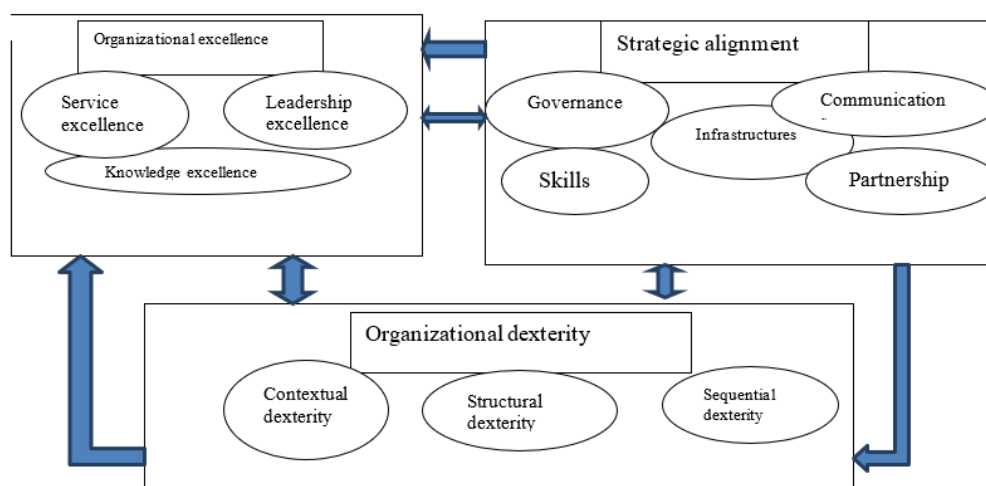 Organizational excellence
Service
excellence
Leadership
excellence
Knowledge excellence
Strategic alignment
Governance
Communication
Infrastructures
Skills
Partnership
Organizational dexterity
Contextual
dexterity
Structural
dexterity
Sequential
dexterity